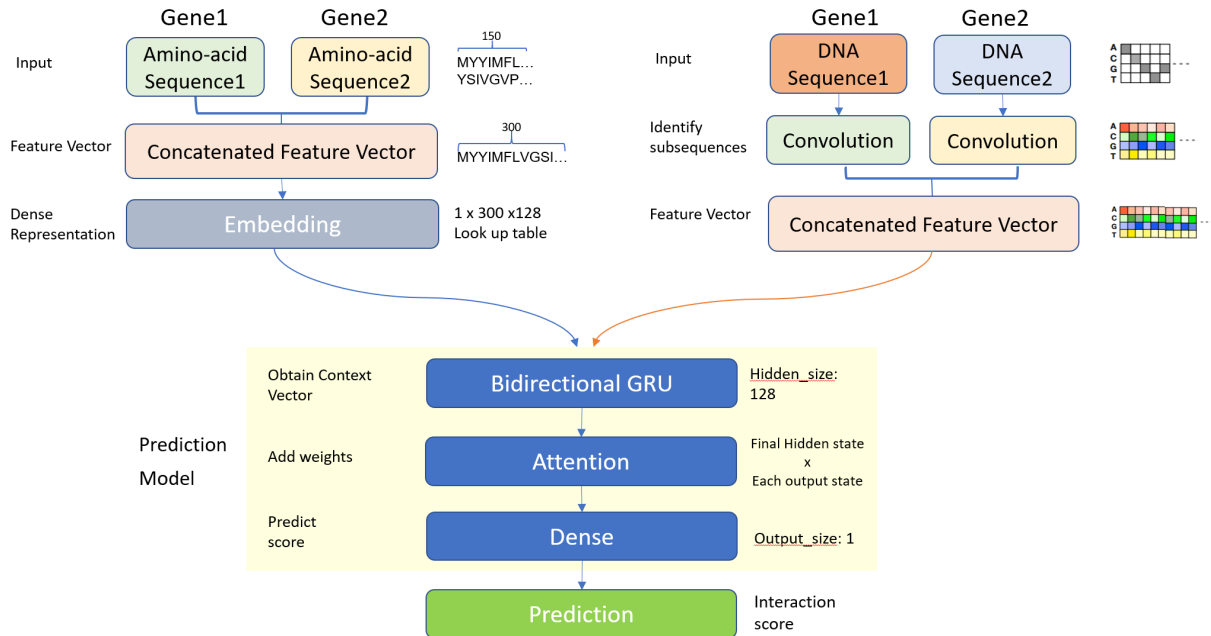 Gene1
Gene2
Input
Amino-acid
Sequence1
Amino-acid
Sequence2
150
MYYIMFL...
YSIVGVP...
Feature Vector
Concatenated Feature Vector
300
MYYIMFLVGSI...
Dense
Representation
Embedding
1 x 300 x128
Look up table
Gene1
Gene2
Input
DNA
Sequence1
DNA
Sequence2
A
C
G
T
Identify
subsequences
Convolution
Convolution
A
C
G
T
Feature Vector
Concatenated Feature Vector
A
C
G
T
Prediction
Model
Obtain Context
Vector
Bidirectional GRU
Hidden_size:
128
Add weights
Attention
Final Hidden state
x
Each output state
Predict
score
Dense
Output_size: 1
Prediction
Interaction
score